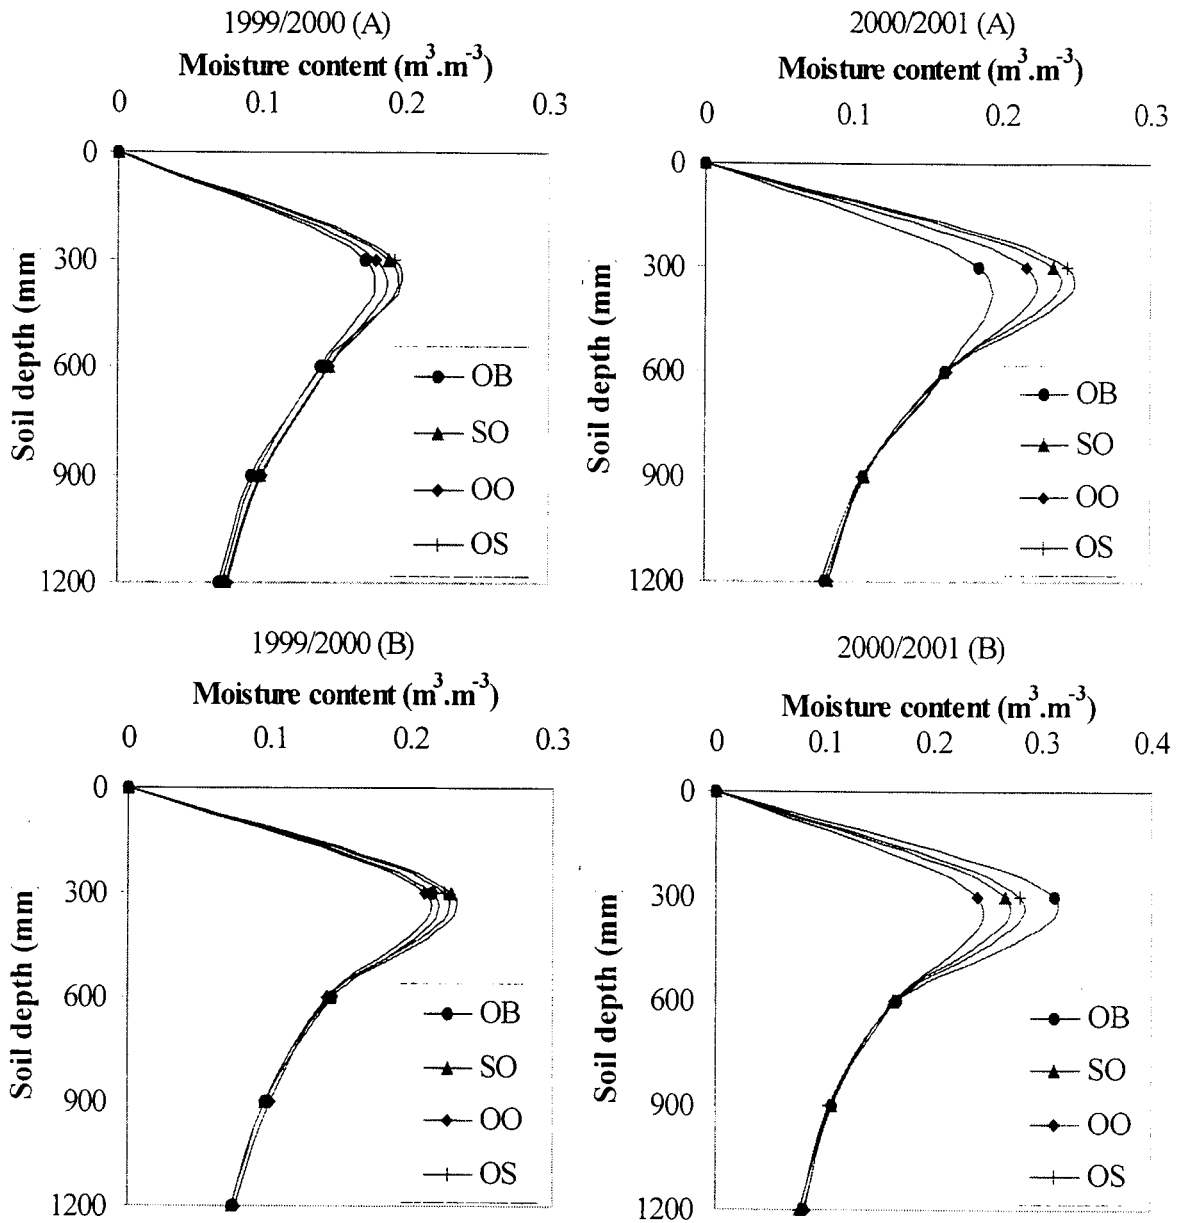 1999/2000 (A)
Moisture content (m³.m⁻³)
0 0.1 0.2 0.3
0
300
600
900
1200
Soil depth (mm
OB
SO
OO
OS
2000/2001 (A)
Moisture content (m³.m⁻³)
0 0.1 0.2 0.3
0
300
600
900
1200
Soil depth (mm
OB
SO
OO
OS
1999/2000 (B)
Moisture content (m³.m⁻³)
0 0.1 0.2 0.3
0
300
600
900
1200
Soil depth (mm
OB
SO
OO
OS
2000/2001 (B)
Moisture content (m³.m⁻³)
0 0.1 0.2 0.3 0.4
0
300
600
900
1200
Soil depth (mm
OB
SO
OO
OS